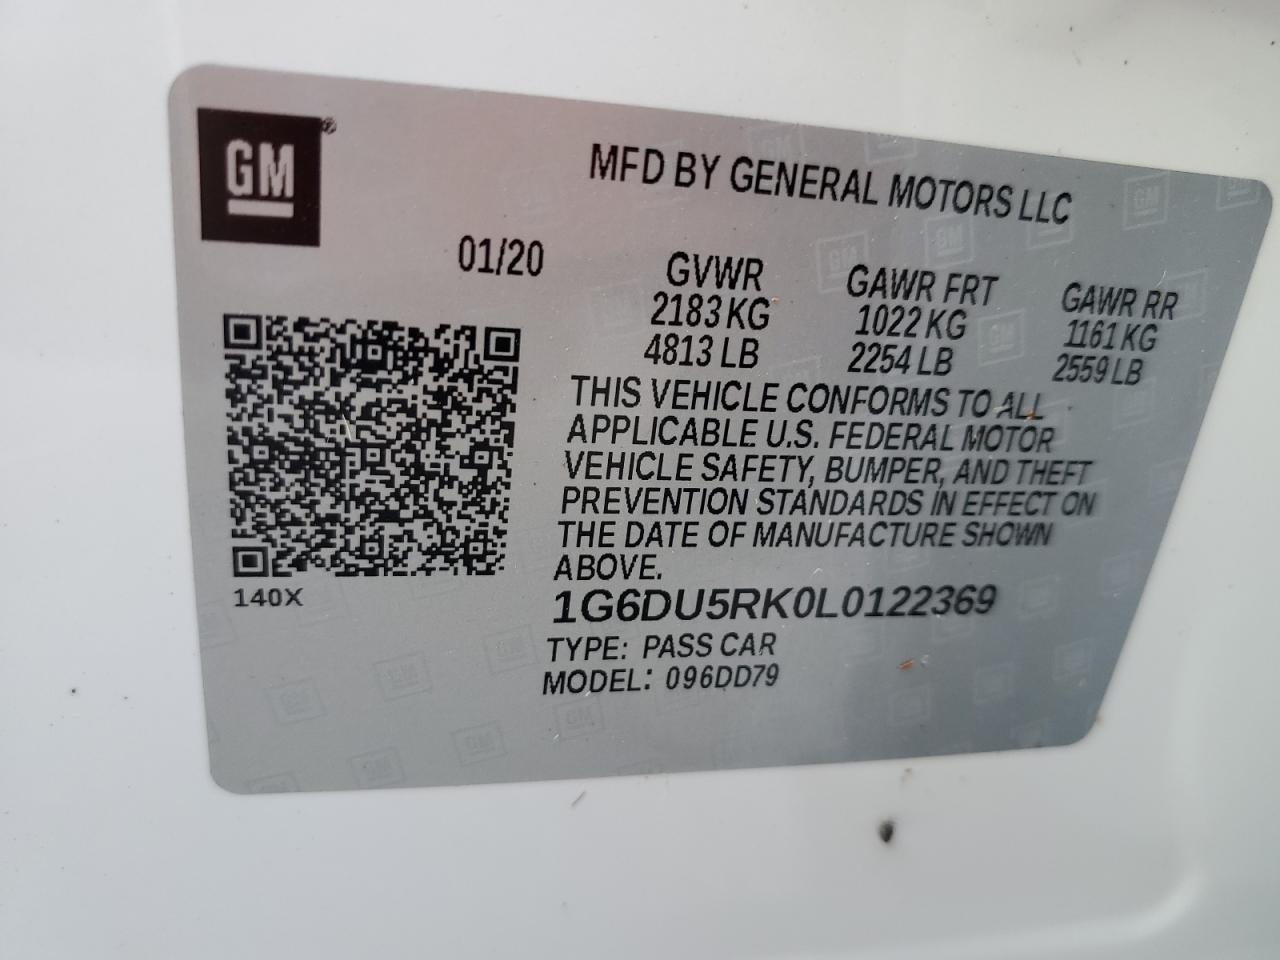 GM®
MFD BY GENERAL MOTORS LLC
01/20
GVWR GAWR FRT GAWR RR
2183 KG 1022 KG 1161 KG
4813 LB 2254 LB 2559 LB
THIS VEHICLE CONFORMS TO ALL
APPLICABLE U.S. FEDERAL MOTOR
VEHICLE SAFETY, BUMPER, AND THEFT
PREVENTION STANDARDS IN EFFECT ON
THE DATE OF MANUFACTURE SHOWN
ABOVE.
140X
1G6DU5RK0L0122369
TYPE: PASS CAR
MODEL: 096DD79